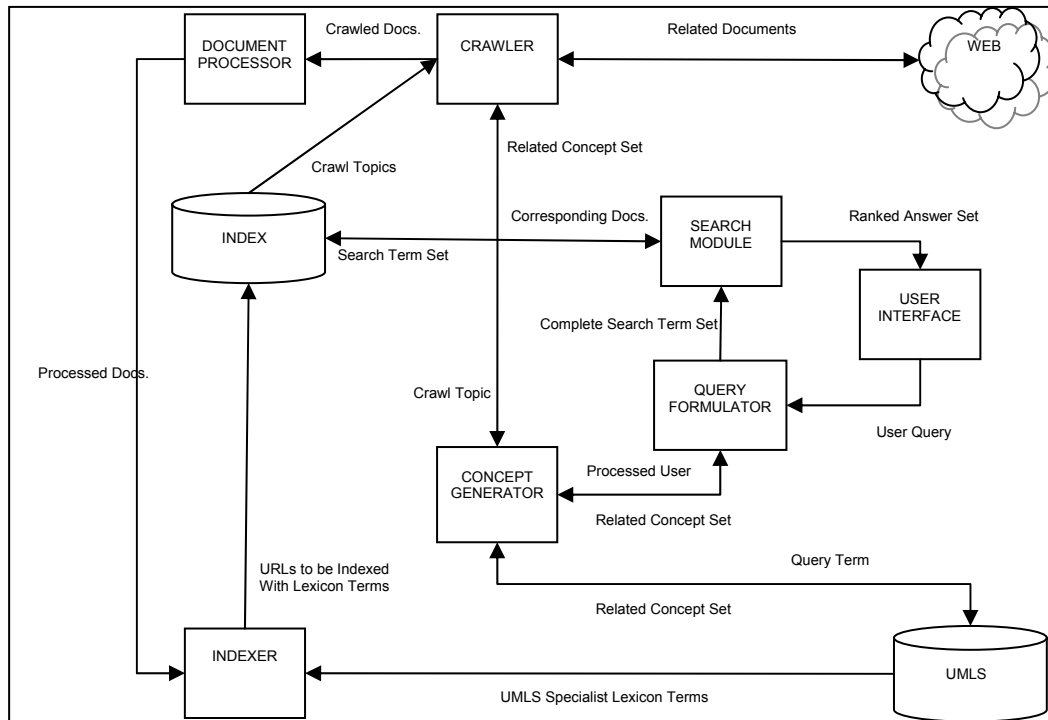 Crawled Docs.
Related Documents
DOCUMENT
PROCESSOR
CRAWLER
WEB
Related Concept Set
Crawl Topics
INDEX
Corresponding Docs.
Search Term Set
SEARCH
MODULE
Ranked Answer Set
USER
INTERFACE
Complete Search Term Set
Processed Docs.
Crawl Topic
QUERY
FORMULATOR
User Query
CONCEPT
GENERATOR
Processed User
Related Concept Set
URLs to be Indexed
With Lexicon Terms
Query Term
Related Concept Set
INDEXER
UMLS
UMLS Specialist Lexicon Terms